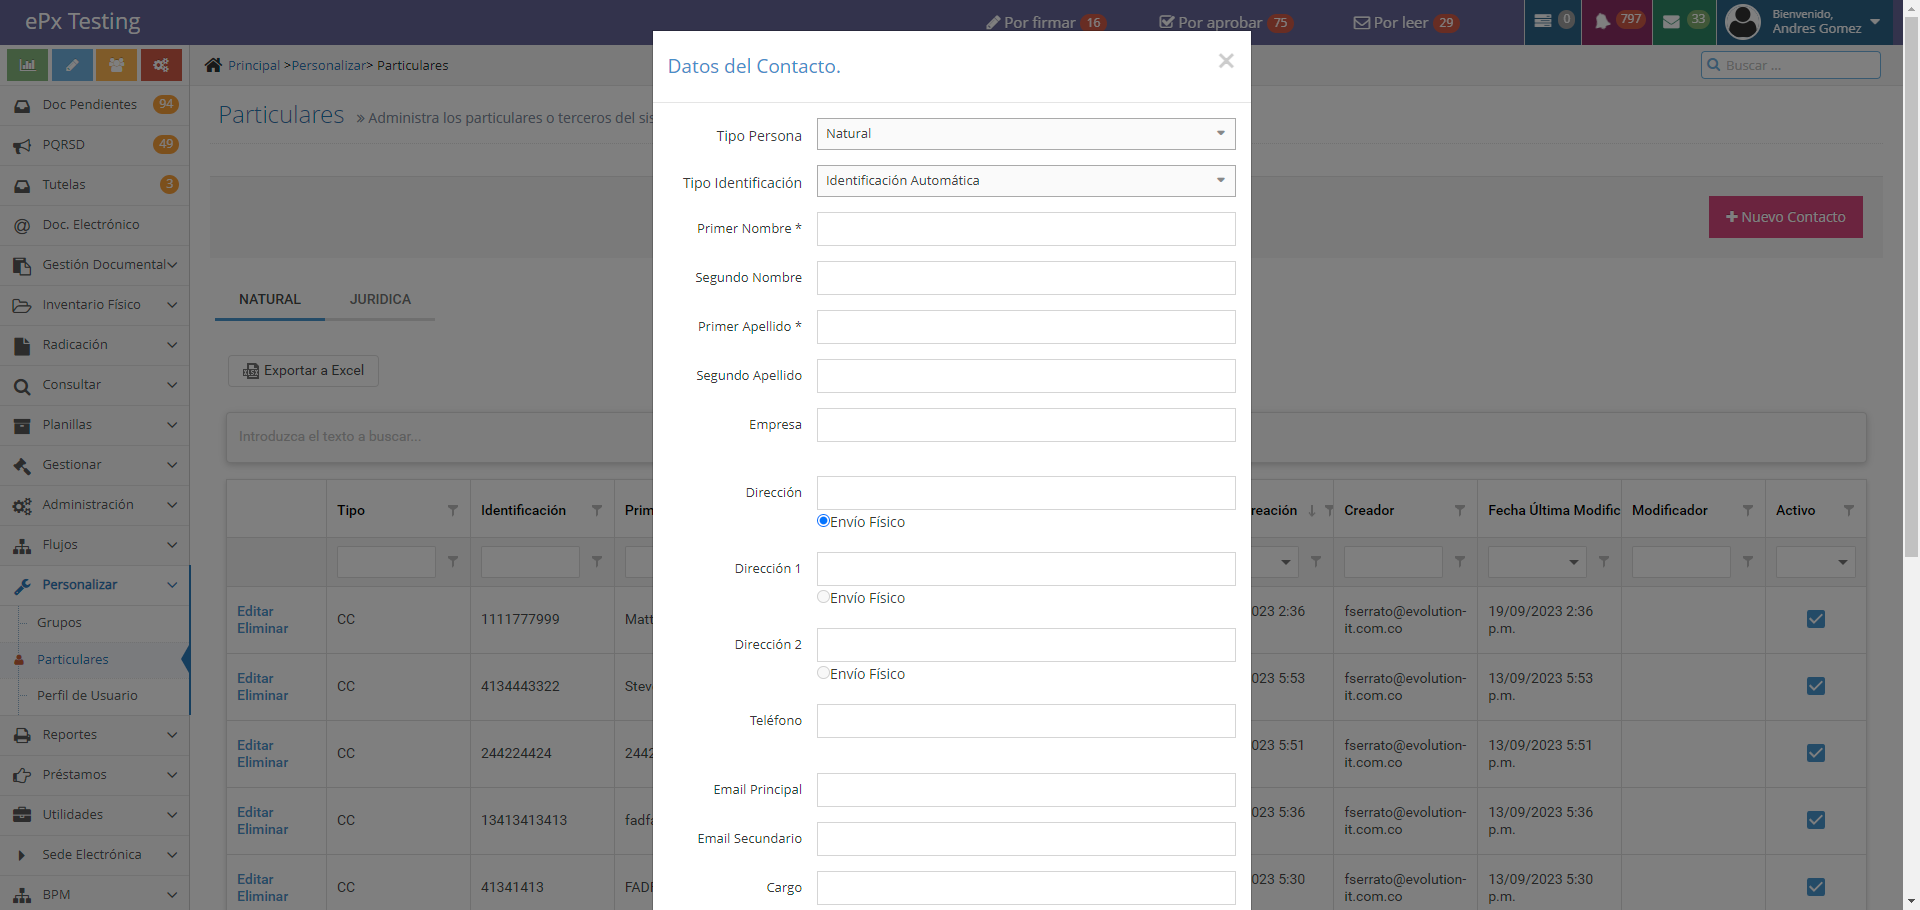 ePx Testing
Por firmar 16
Por aprobar 75
Por leer 29
0
797
33
Bienvenido,
Andres Gomez
Principal >Personalizar> Particulares
Buscar ...
Doc Pendientes 94
PQRSD 49
Tutelas 3
Doc. Electrónico
Gestión Documental
Inventario Físico
Radicación
Consultar
Planillas
Gestionar
Administración
Flujos
Personalizar
Grupos
Particulares
Perfil de Usuario
Reportes
Préstamos
Utilidades
Sede Electrónica
BPM
Particulares » Administra los particulares o terceros del sis
Nuevo Contacto
NATURAL JURIDICA
Exportar a Excel
Introduzca el texto a buscar...
Datos del Contacto.
Tipo Persona Natural
Tipo Identificación Identificación Automática
Primer Nombre *
Segundo Nombre
Primer Apellido *
Segundo Apellido
Empresa
Dirección
Envío Físico
Dirección 1
Envío Físico
Dirección 2
Envío Físico
Teléfono
Email Principal
Email Secundario
Cargo
Tipo Identificación Prim reación Creador Fecha Última Modific Modificador Activo
Editar
Eliminar
CC 1111777999 Matt 023 2:36
fserrato@evolution-
it.com.co
19/09/2023 2:36
p.m.
Editar
Eliminar
CC 4134443322 Stev 023 5:53
fserrato@evolution-
it.com.co
13/09/2023 5:53
p.m.
Editar
Eliminar
CC 244224424 2442 023 5:51
fserrato@evolution-
it.com.co
13/09/2023 5:51
p.m.
Editar
Eliminar
CC 13413413413 fadfa 023 5:36
fserrato@evolution-
it.com.co
13/09/2023 5:36
p.m.
Editar
Eliminar
CC 41341413 FADF 023 5:30
fserrato@evolution-
it.com.co
13/09/2023 5:30
p.m.